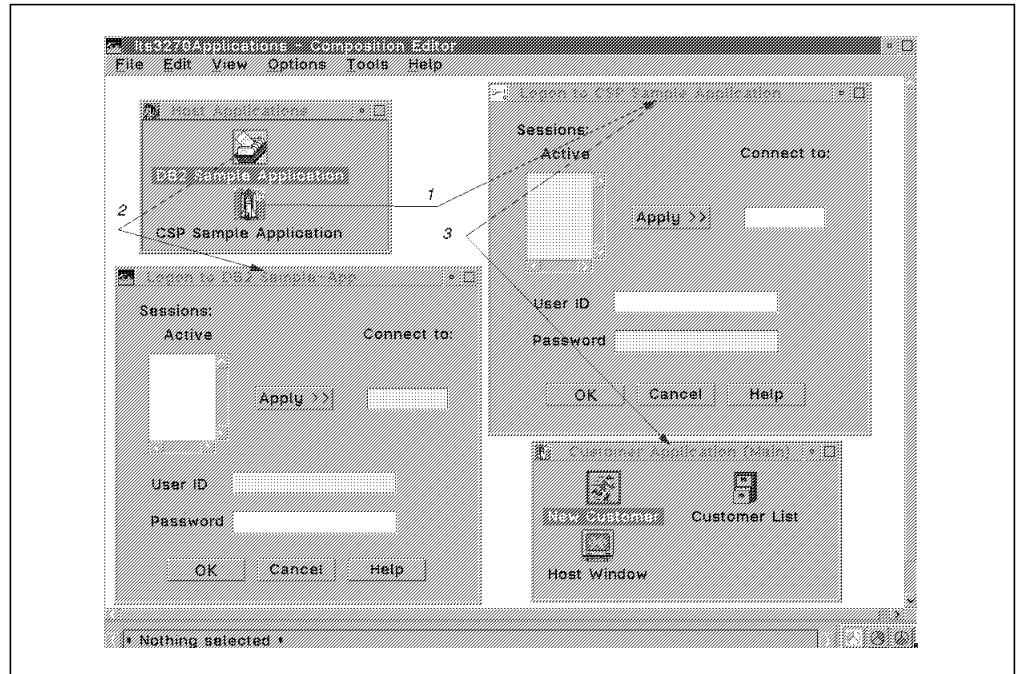 Its3270Applications - Composition Editor
File Edit View Options Tools Help
Host Applications
DB2 Sample Application
CSP Sample Application
1
2
3
Logon to CSP Sample Application
Sessions:
Active
Connect to:
Apply >>
User ID
Password
OK Cancel Help
Logon to DB2 Sample-App
Sessions:
Active
Connect to:
Apply >>
User ID
Password
OK Cancel Help
Customer Application (Main)
New Customer
Customer List
Host Window
* Nothing selected *